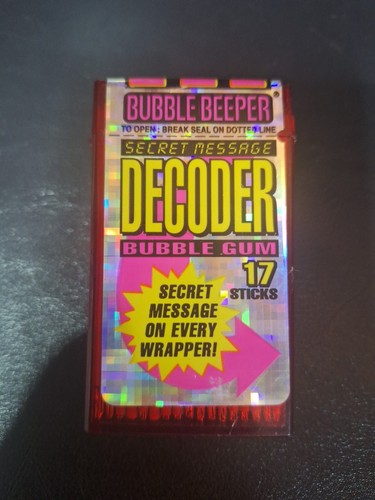 BUBBLE BEEPER®
TO OPEN: BREAK SEAL ON DOTTED LINE
SECRET MESSAGE
DECODER
BUBBLE GUM
17
STICKS
SECRET
MESSAGE
ON EVERY
WRAPPER!